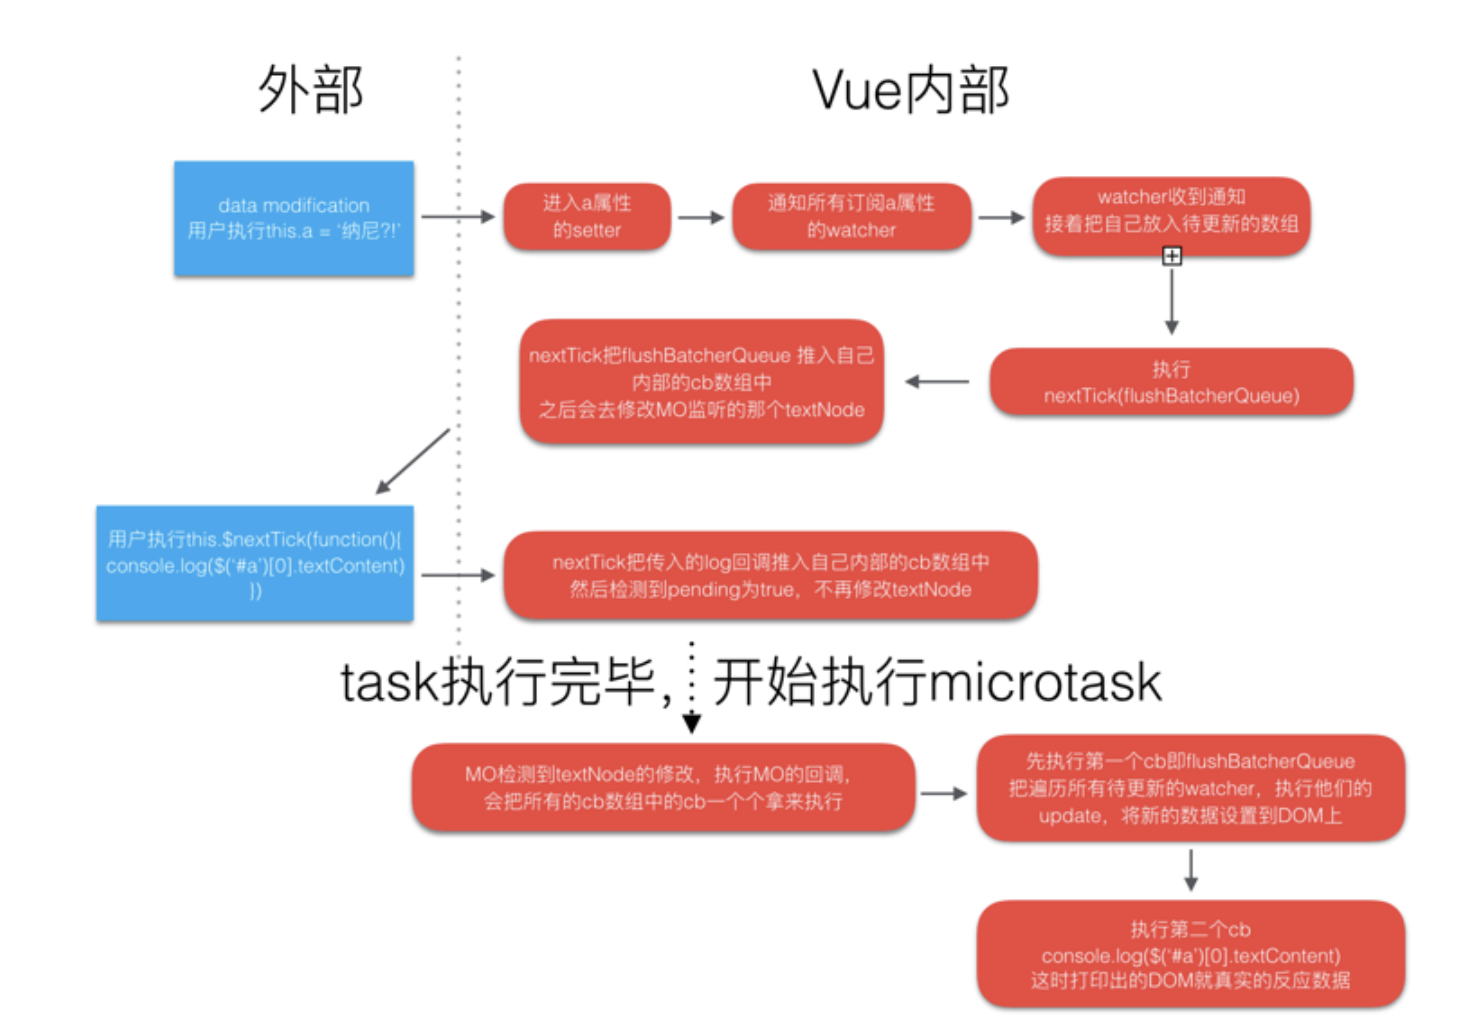 外部
Vue内部
data modification
用户执行this.a = ‘纳尼?!’
进入a属性
的setter
通知所有订阅a属性
的watcher
watcher收到通知
接着把自己放入待更新的数组
执行
nextTick(flushBatcherQueue)
nextTick把flushBatcherQueue 推入自己
内部的cb数组中
之后会去修改MO监听的那个textNode
用户执行this.$nextTick(function(){
console.log($(‘#a’)[0].textContent)
})
nextTick把传入的log回调推入自己内部的cb数组中
然后检测到pending为true，不再修改textNode
task执行完毕，开始执行microtask
MO检测到textNode的修改，执行MO的回调，
会把所有的cb数组中的cb一个个拿来执行
先执行第一个cb即flushBatcherQueue
把遍历所有待更新的watcher，执行他们的
update，将新的数据设置到DOM上
执行第二个cb
console.log($(‘#a’)[0].textContent)
这时打印出的DOM就真实的反应数据